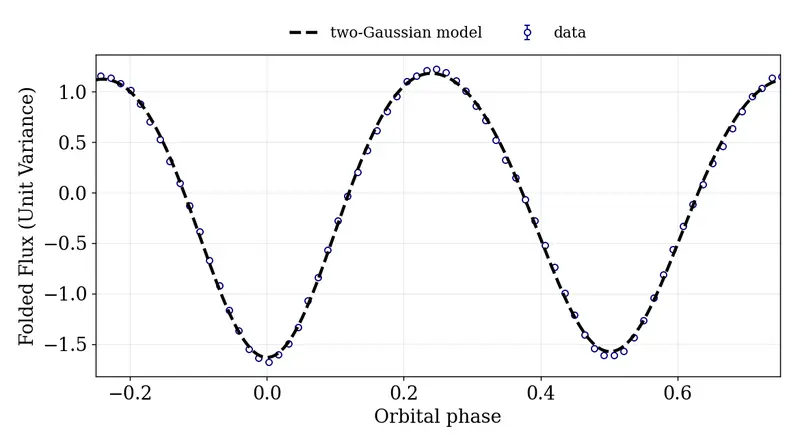 two-Gaussian model
data
Folded Flux (Unit Variance)
1.0
0.5
0.0
−0.5
−1.0
−1.5
−0.2
0.0
0.2
0.4
0.6
Orbital phase